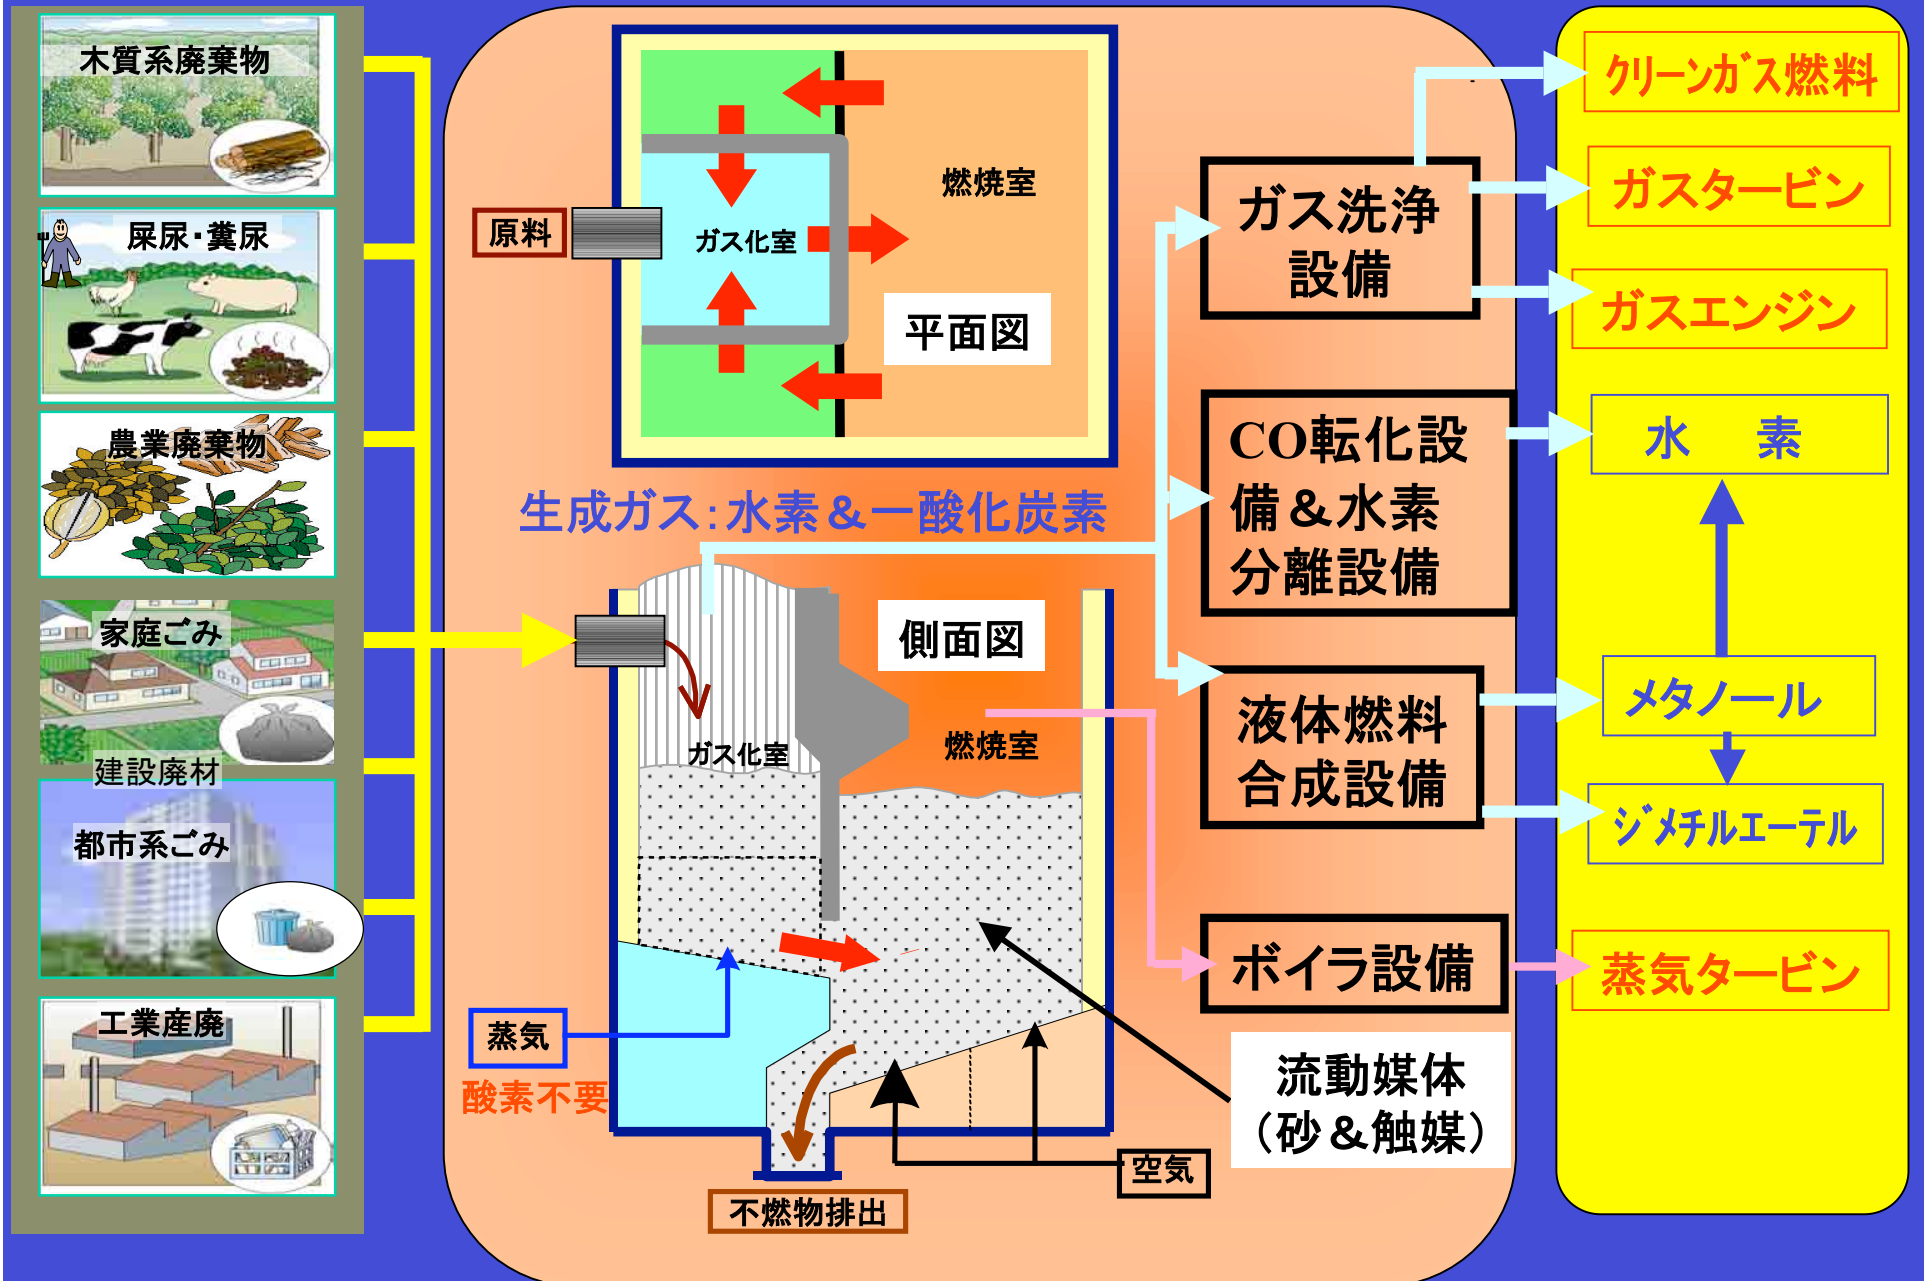 木質系廃棄物
屎尿・糞尿
農業廃棄物
家庭ごみ
建設廃材
都市系ごみ
工業産廃
原料
ガス化室
燃焼室
平面図
生成ガス：水素＆一酸化炭素
側面図
ガス化室
燃焼室
蒸気
酸素不要
不燃物排出
空気
流動媒体
（砂＆触媒）
ガス洗浄
設備
CO転化設
備＆水素
分離設備
液体燃料
合成設備
ボイラ設備
クリーンガス燃料
ガスタービン
ガスエンジン
水　素
メタノール
ジメチルエーテル
蒸気タービン